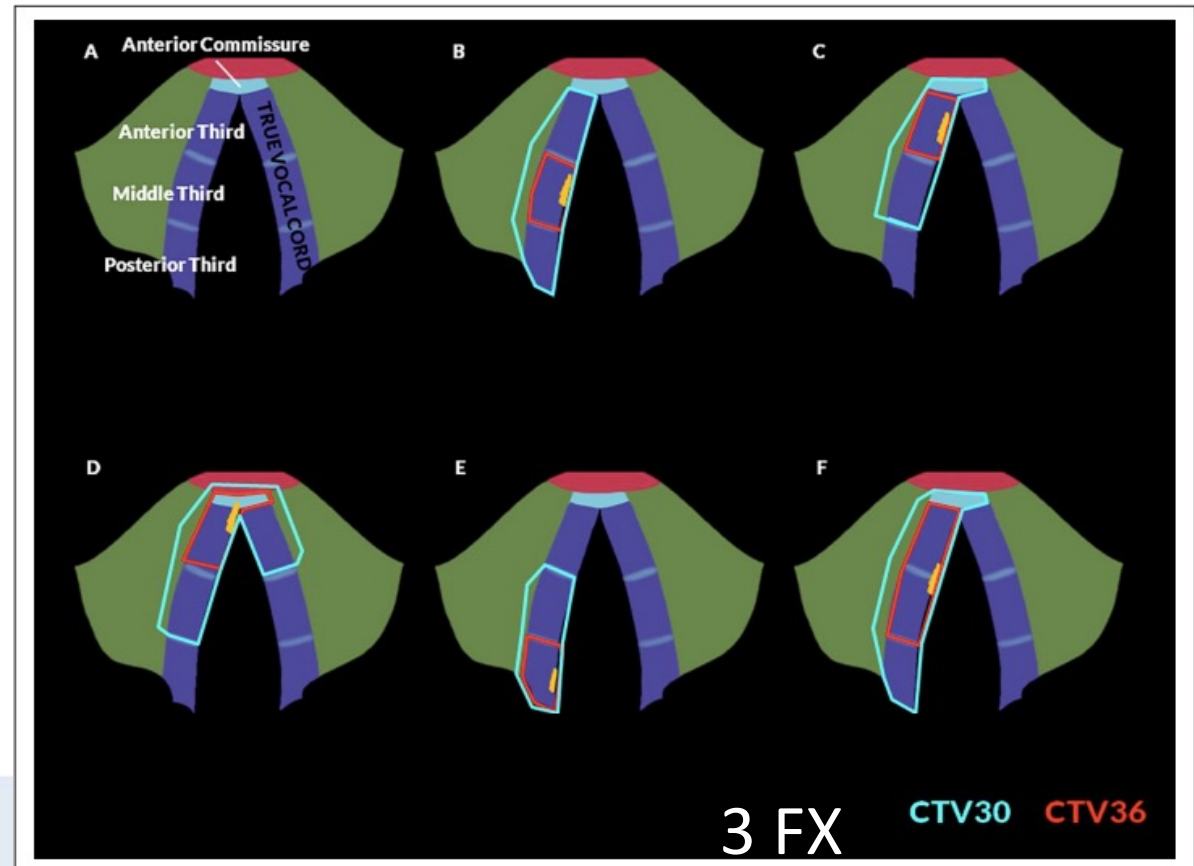 A
Anterior Commissure
Anterior Third
Middle Third
Posterior Third
TRUE VOCAL CORD
B
C
D
E
F
3 FX
CTV30 CTV36